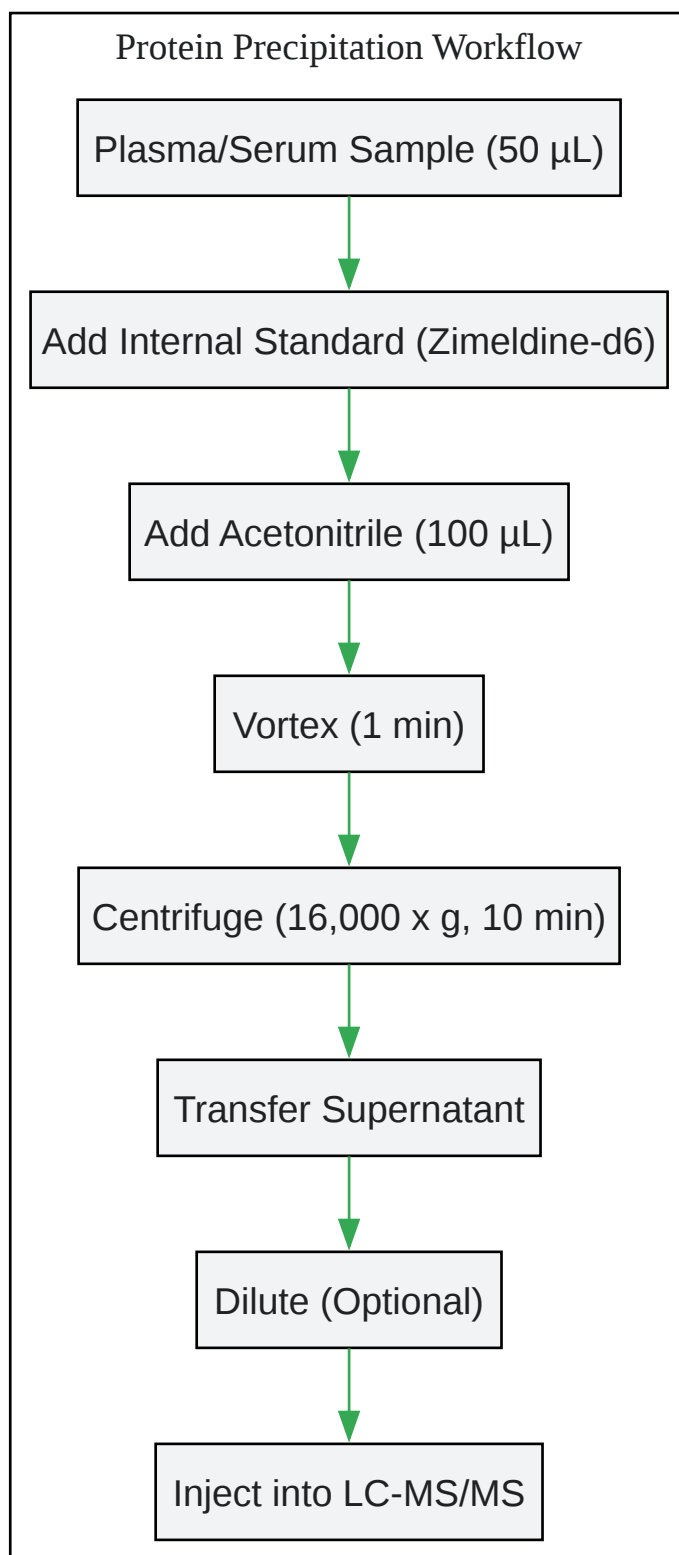 Protein Precipitation Workflow
Plasma/Serum Sample (50 µL)
Add Internal Standard (Zimeldine-d6)
Add Acetonitrile (100 µL)
Vortex (1 min)
Centrifuge (16,000 x g, 10 min)
Transfer Supernatant
Dilute (Optional)
Inject into LC-MS/MS